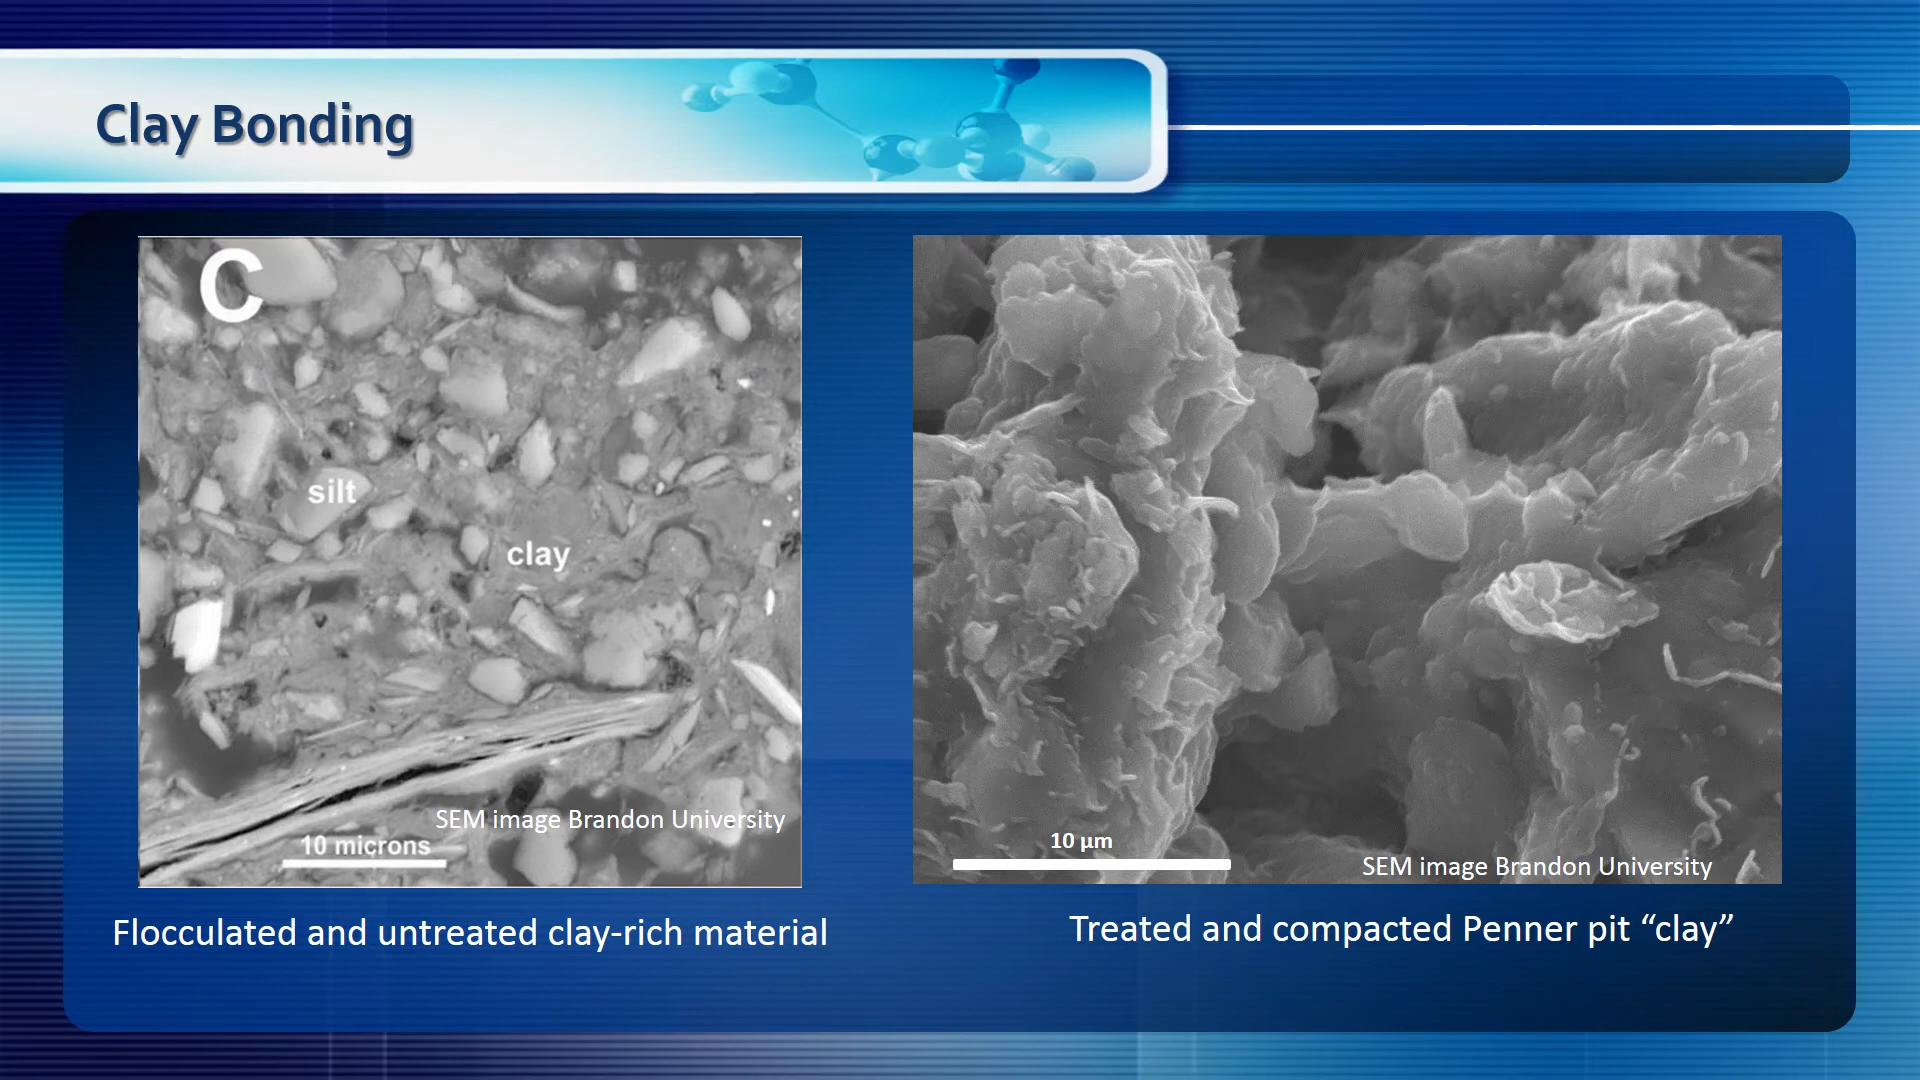 Clay Bonding
C
silt
clay
SEM image Brandon University
10 microns
10 µm
SEM image Brandon University
Flocculated and untreated clay-rich material
Treated and compacted Penner pit “clay”